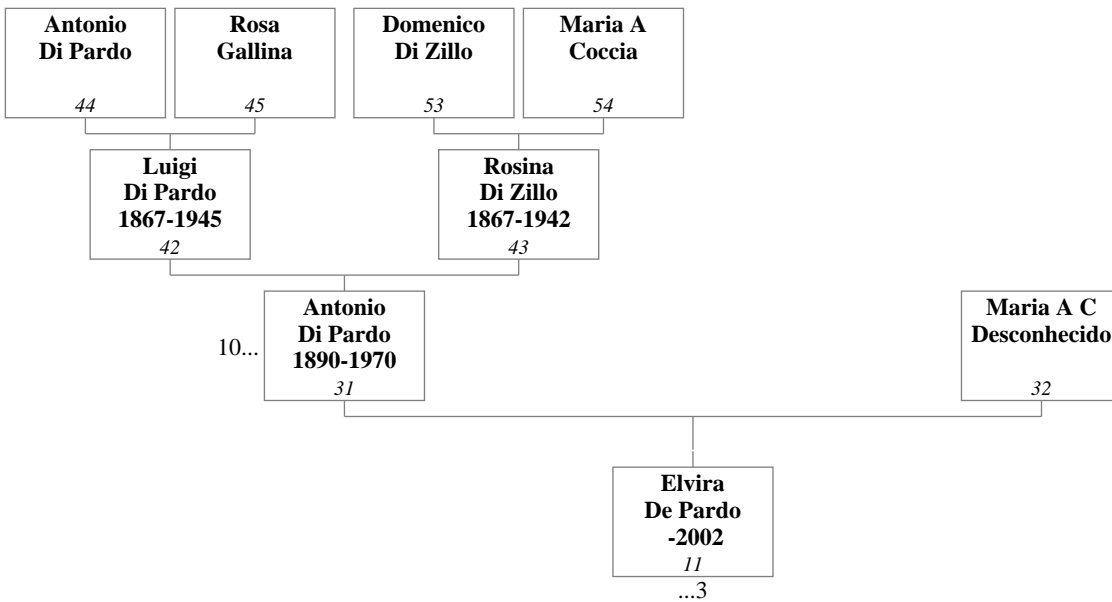 Antonio
Di Pardo
44
Rosa
Gallina
45
Domenico
Di Zillo
53
Maria A
Coccia
54
Luigi
Di Pardo
1867-1945
42
Rosina
Di Zillo
1867-1942
43
10...
Antonio
Di Pardo
1890-1970
31
Maria A C
Desconhecido
32
Elvira
De Pardo
-2002
11
...3